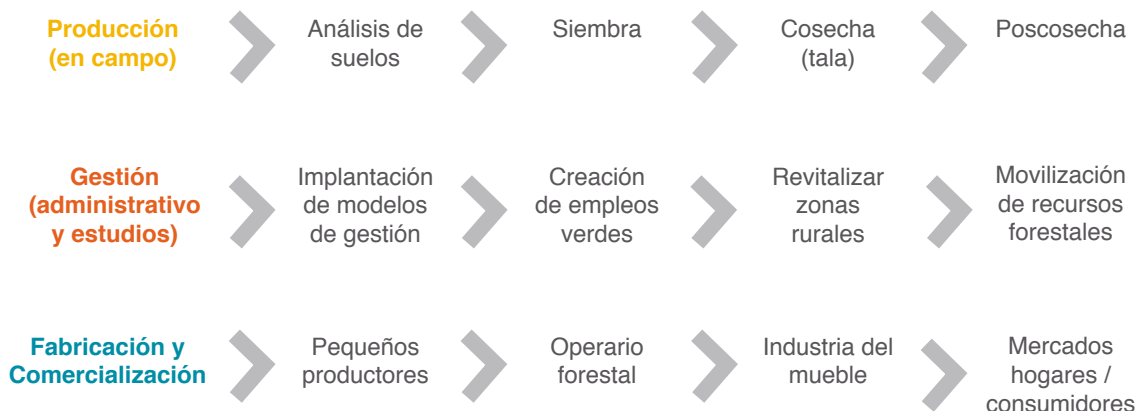 Producción
(en campo)
Análisis de
suelos
Siembra
Cosecha
(tala)
Poscosecha
Gestión
(administrativo
y estudios)
Implantación
de modelos
de gestión
Creación
de empleos
verdes
Revitalizar
zonas
rurales
Movilización
de recursos
forestales
Fabricación y
Comercialización
Pequeños
productores
Operario
forestal
Industria del
mueble
Mercados
hogares /
consumidores